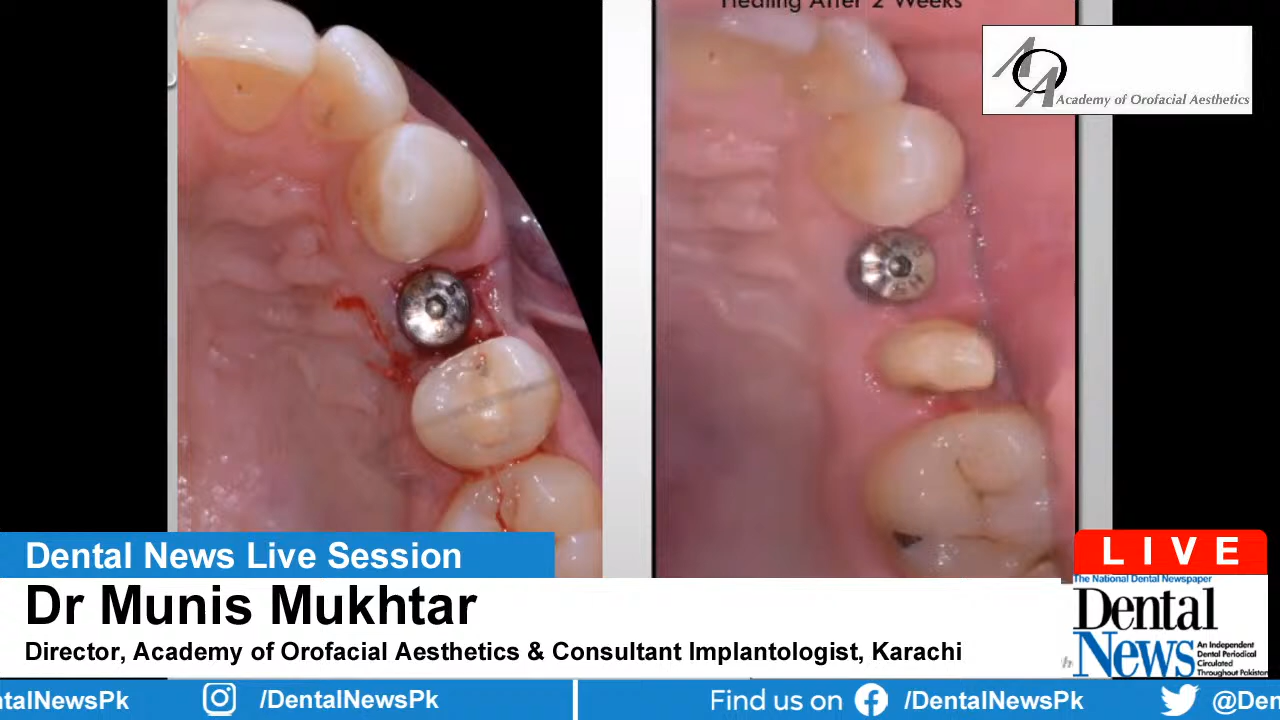 Healing After 2 Weeks
AOA
Academy of Orofacial Aesthetics
Dental News Live Session
Dr Munis Mukhtar
Director, Academy of Orofacial Aesthetics & Consultant Implantologist, Karachi
LIVE
The National Dental Newspaper
Dental
News
An Independent
Dental Periodical
Circulated
Throughout Pakistan
ntalNewsPk
/DentalNewsPk
Find us on
/DentalNewsPk
@Den